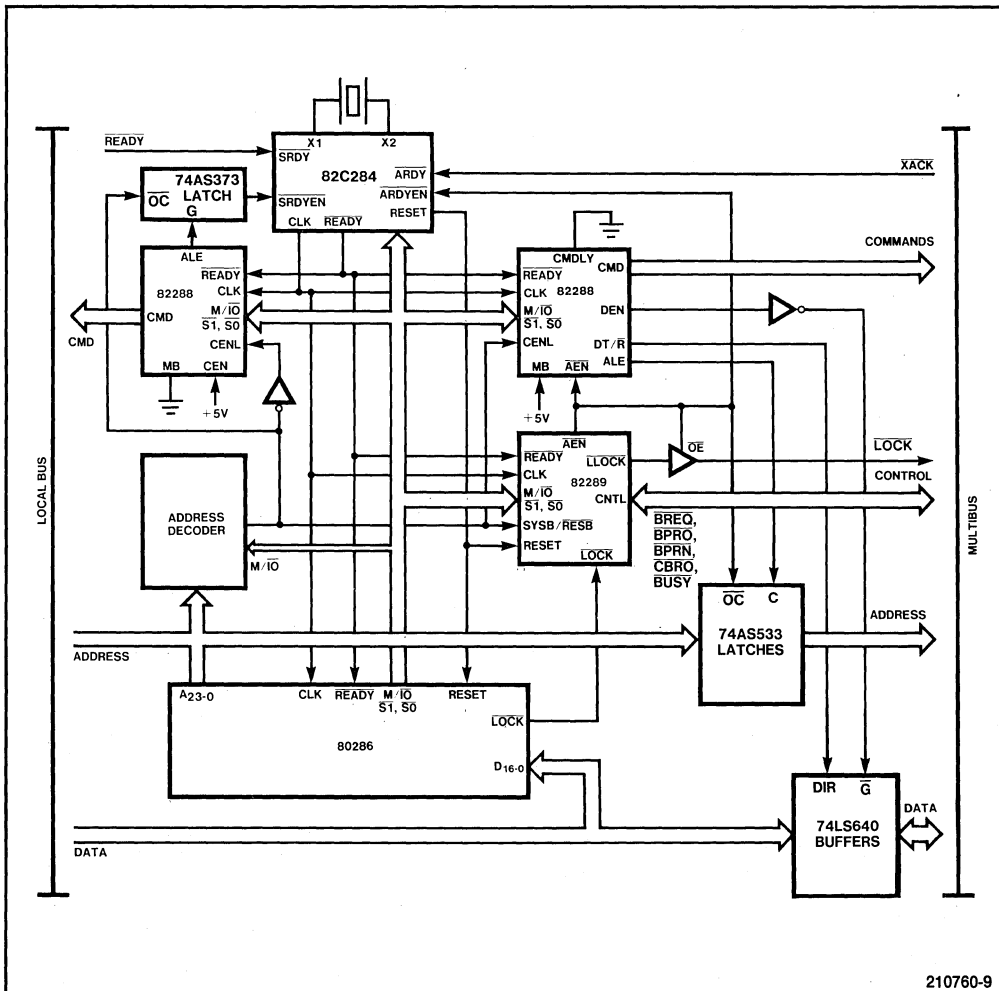 X1 X2
READY
SRDY
82C284
ARDY
XACK
74AS373
LATCH
OC
G
SRDYEN
ARDYEN
RESET
CLK READY
ALE
CMDLY
COMMANDS
READY
CLK
82288
M/IO
S1, S0
CMD
CENL
MB CEN
+5V
CMD
READY
CMD
CLK
82288
M/IO
S1, S0
DEN
CENL
DT/R
ALE
MB AEN
+5V
AEN
OE
READY
LLOCK
LOCK
CLK
82289
M/IO
S1, S0
CNTL
CONTROL
SYSB/RESB
RESET
LOCK
BREQ,
BPRO,
BPRN,
CBRO,
BUSY
LOCAL BUS
MULTIBUS
ADDRESS
DECODER
M/IO
OC C
74AS533
LATCHES
ADDRESS
ADDRESS
A23-0
CLK READY M/IO
S1, S0
RESET
LOCK
80286
D16-0
DIR G
74LS640
BUFFERS
DATA
DATA
210760-9